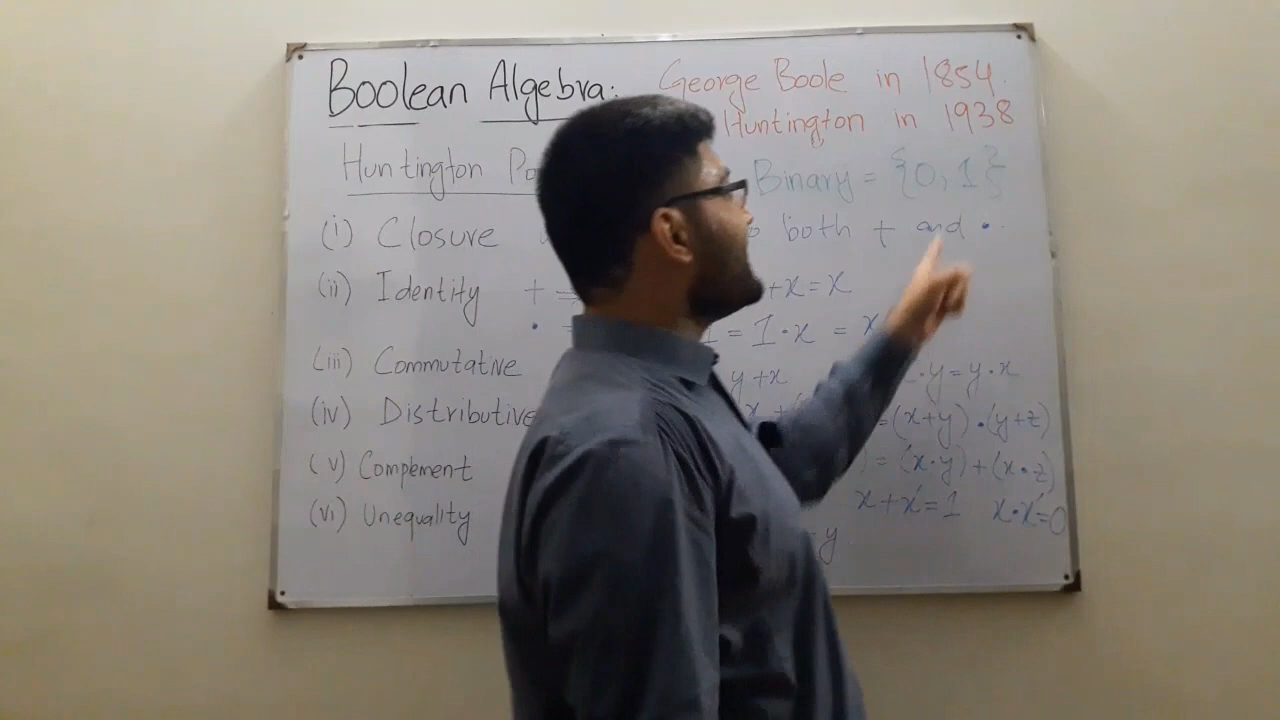 Boolean Algebra: George Boole in 1854.
Huntington in 1938
Huntington Binary = {0, 1}
(i) Closure both + and •.
(ii) Identity + = +x = x
• = 1 = 1•x = x
(iii) Commutative y+x •y = y•x
(iv) Distributive =(x+y)•(y+z)
(v) Complement ) = (x•y)+(x•z)
x+x'=1 x•x'=0
(vi) Unequality y